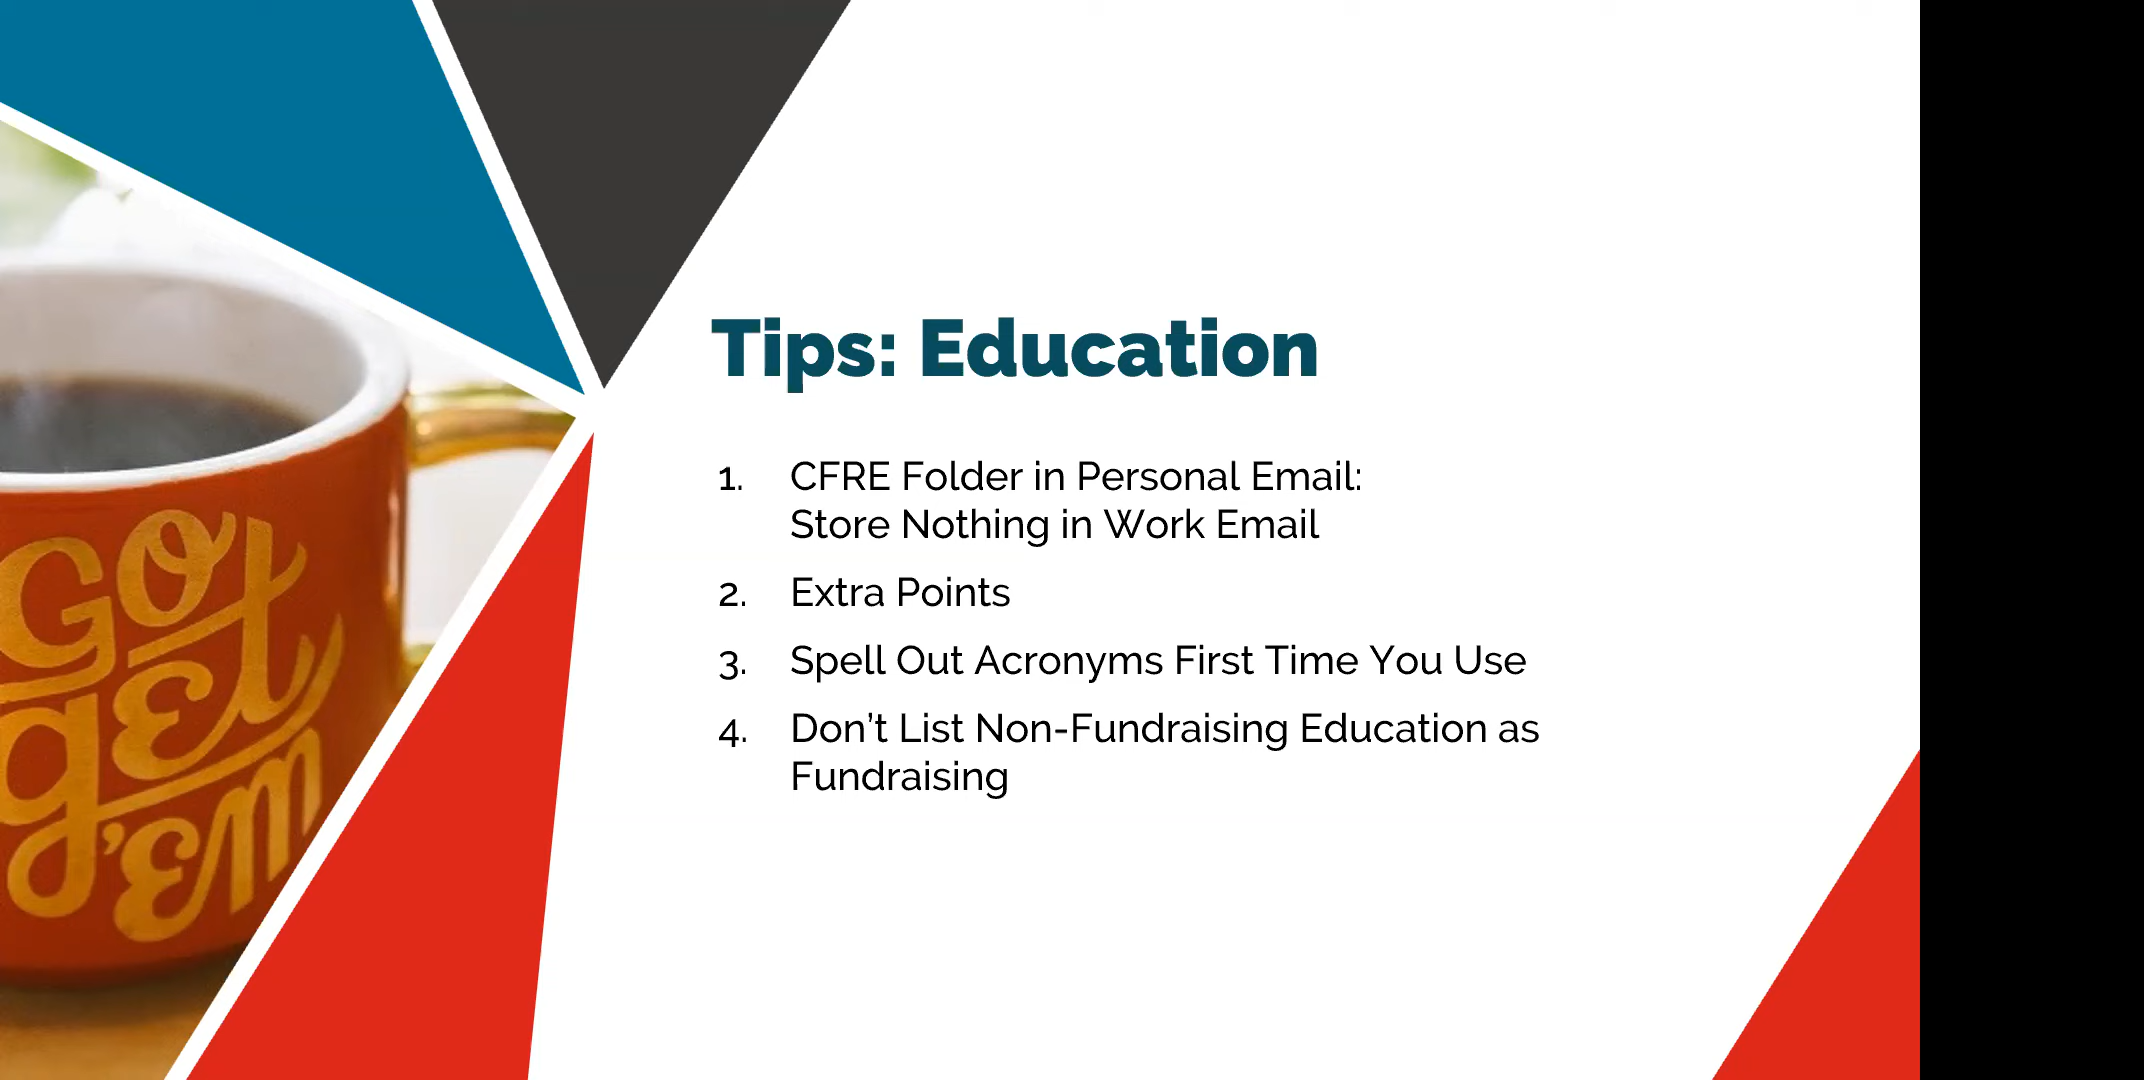 Tips: Education
1. CFRE Folder in Personal Email:
Store Nothing in Work Email
2. Extra Points
3. Spell Out Acronyms First Time You Use
4. Don’t List Non-Fundraising Education as
Fundraising
Go
get
’em